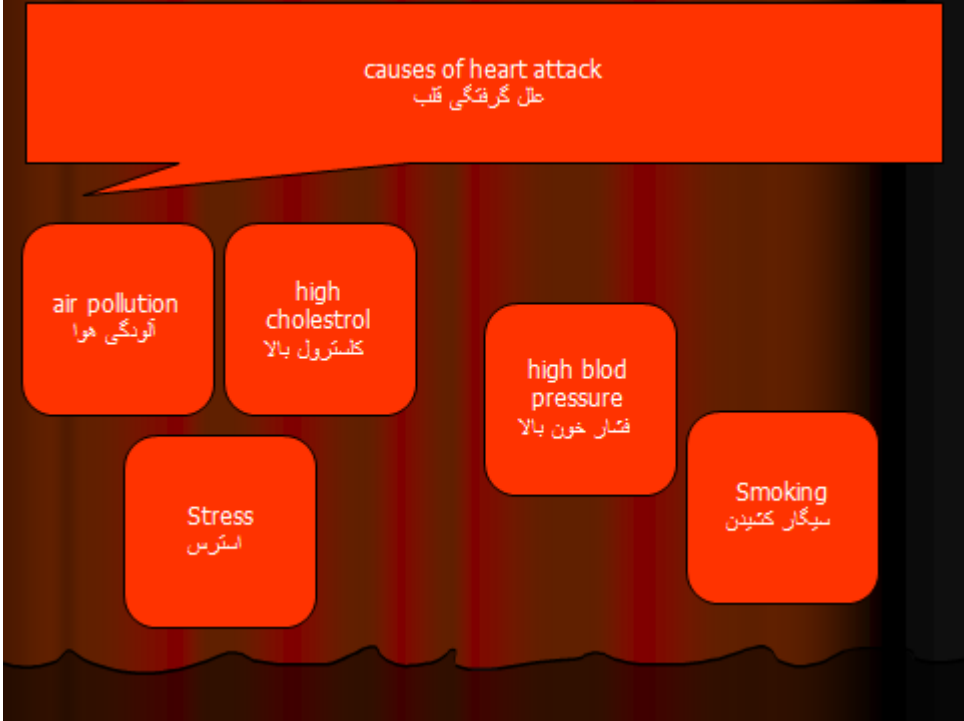 causes of heart attack
علل گرفتگی قلب
air pollution
آلودگی هوا
high
cholestrol
کلسترول بالا
high blod
pressure
فشار خون بالا
Smoking
سیگار کشیدن
Stress
استرس